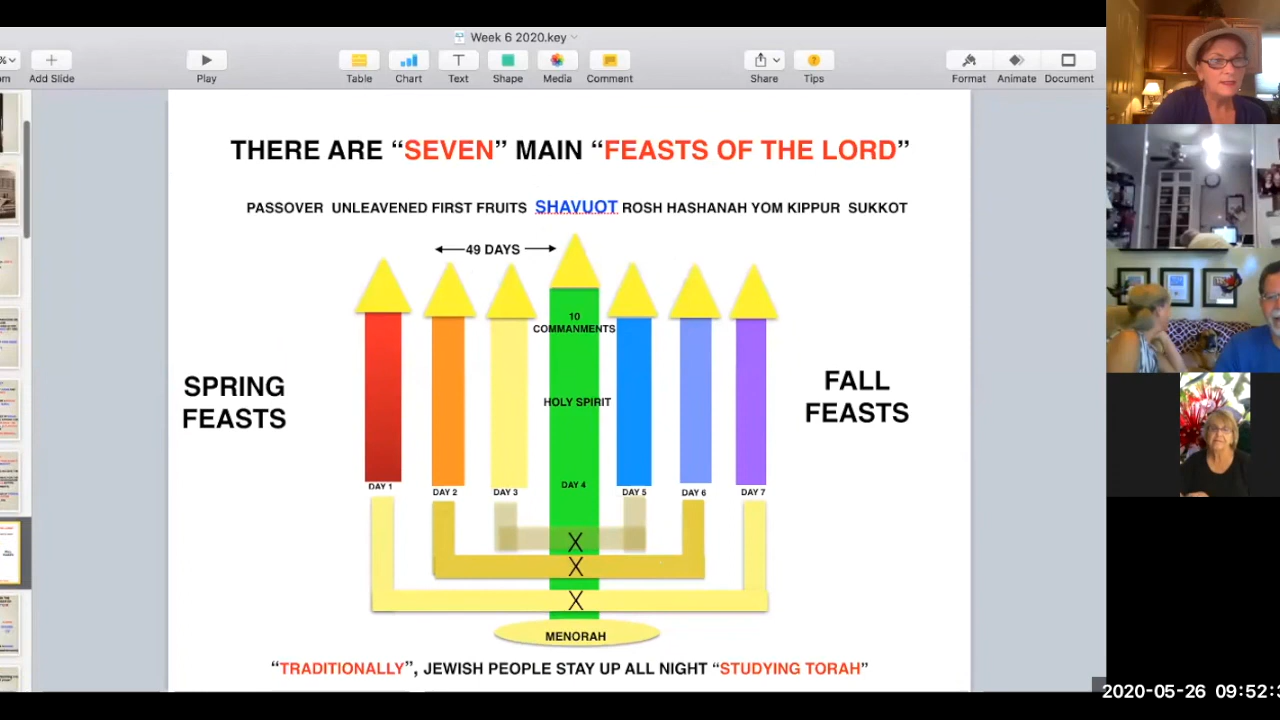 Week 6 2020.key
Add Slide
Play
Table
Chart
Text
Shape
Media
Comment
Share
Tips
Format
Animate
Document
THERE ARE “SEVEN” MAIN “FEASTS OF THE LORD”
PASSOVER UNLEAVENED FIRST FRUITS SHAVUOT ROSH HASHANAH YOM KIPPUR SUKKOT
49 DAYS
10
COMMANMENTS
SPRING
FEASTS
FALL
FEASTS
HOLY SPIRIT
DAY 1
DAY 2
DAY 3
DAY 4
DAY 5
DAY 6
DAY 7
X
X
X
MENORAH
“TRADITIONALLY”, JEWISH PEOPLE STAY UP ALL NIGHT “STUDYING TORAH”
2020-05-26 09:52:3